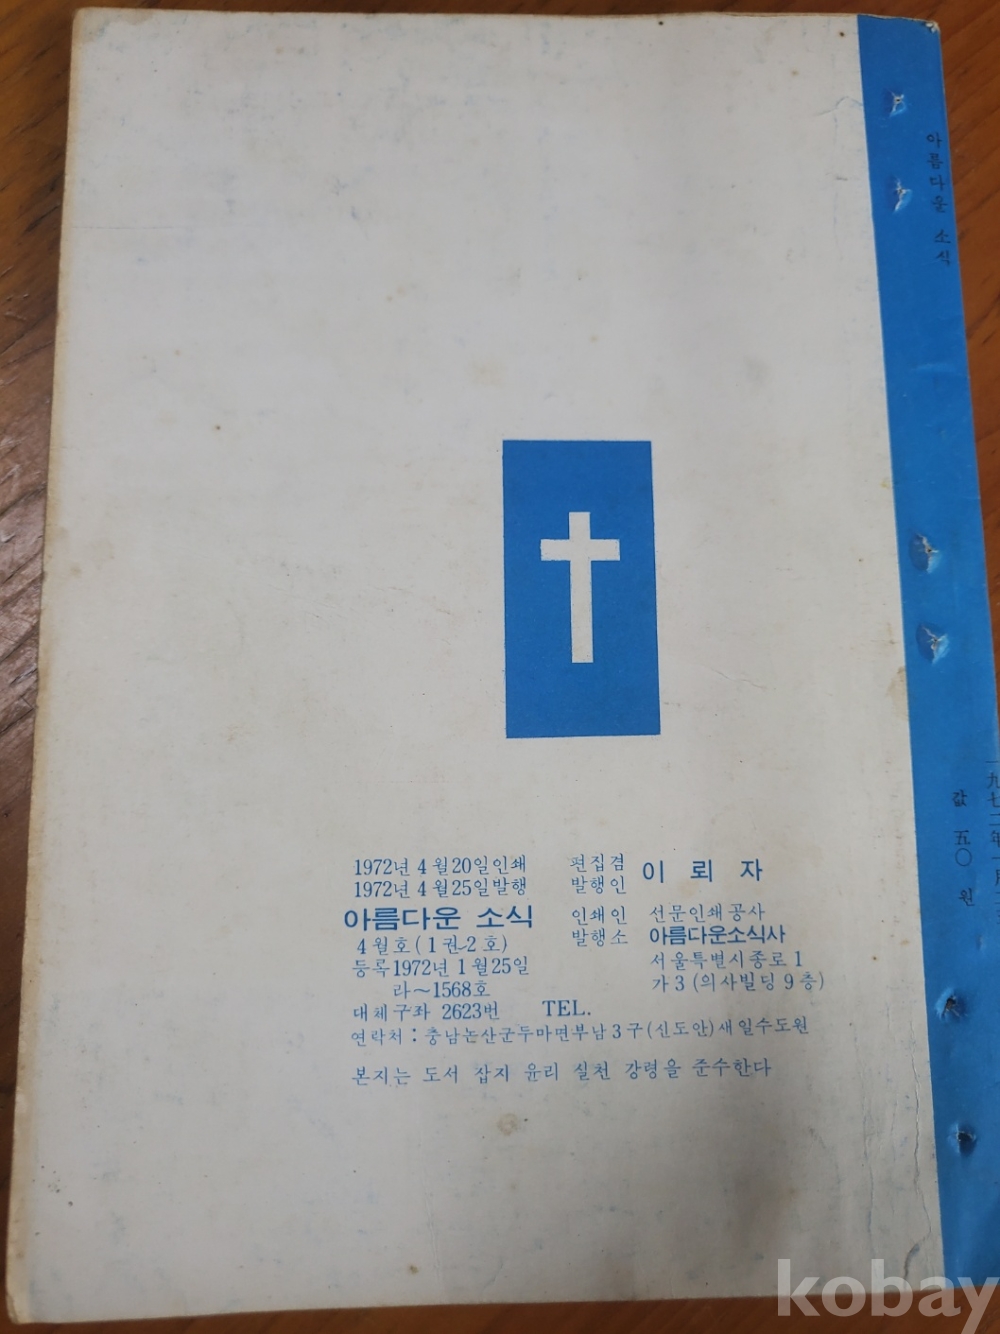 아름다운 소식
값 五〇 원
1972년 4월 20일 인쇄
1972년 4월 25일 발행
편집겸
발행인
이 뢰 자
아름다운 소식
4월호 (1권~2호)
등록 1972년 1월 25일
라~1568호
인쇄인 선문인쇄공사
발행소 아름다운소식사
서울특별시종로1
가3 (의사빌딩 9층)
대체구좌 2623번 TEL.
연락처 : 충남논산군두마면부남3구(신도안)새일수도원
본지는 도서 잡지 윤리 실천 강령을 준수한다
kobay